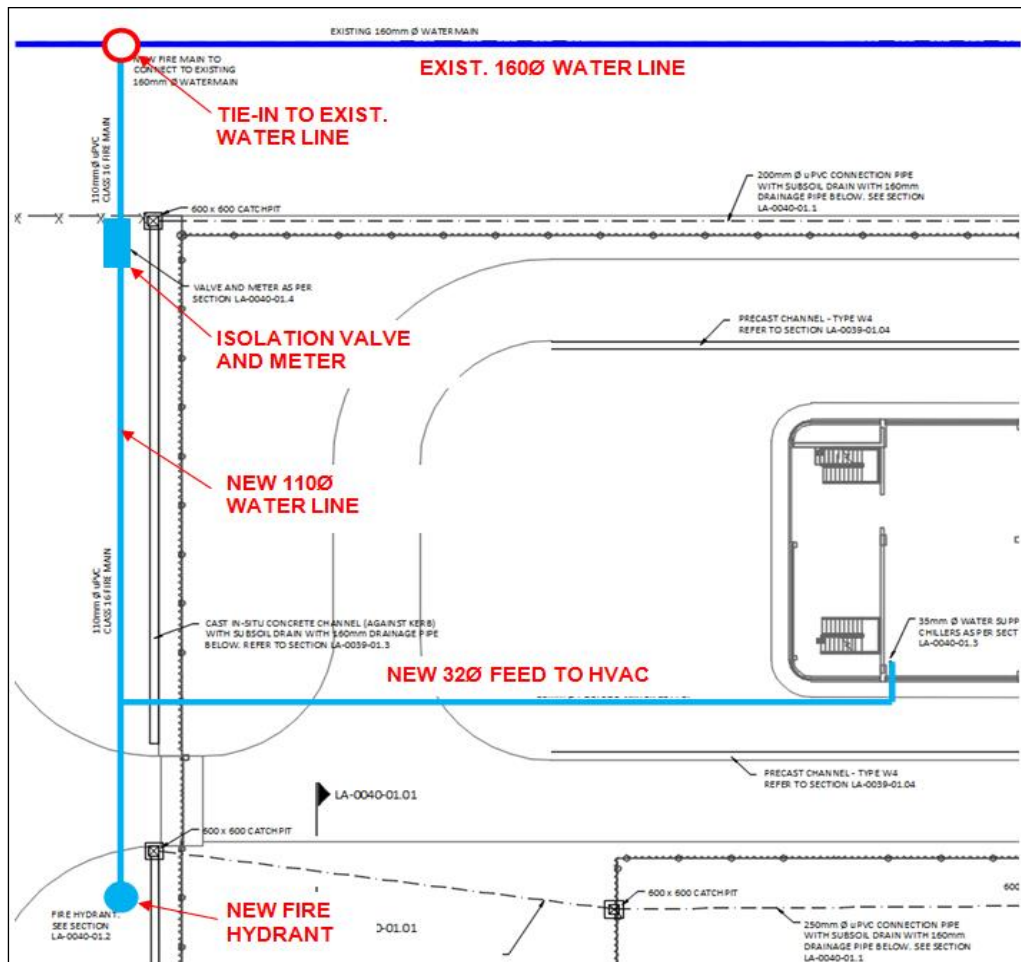 EXISTING 160mm Ø WATERMAIN
EXIST. 160Ø WATER LINE
NEW FIRE MAIN TO
CONNECT TO EXISTING
160mm Ø WATERMAIN
TIE-IN TO EXIST.
WATER LINE
110mm Ø uPVC
CLASS 16 FIRE MAIN
200mm Ø uPVC CONNECTION PIPE
WITH SUBSOIL DRAIN WITH 160mm
DRAINAGE PIPE BELOW. SEE SECTION
LA-0040-01.1
X X X X
600 x 600 CATCHPIT
VALVE AND METER AS PER
SECTION LA-0040-01.4
PRECAST CHANNEL - TYPE W4
REFER TO SECTION LA-0039-01.04
ISOLATION VALVE
AND METER
NEW 110Ø
WATER LINE
110mm Ø uPVC
CLASS 16 FIRE MAIN
CAST IN-SITU CONCRETE CHANNEL (AGAINST KERB)
WITH SUBSOIL DRAIN WITH 160mm DRAINAGE PIPE
BELOW. REFER TO SECTION LA-0039-01.3
35mm Ø WATER SUPP
CHILLERS AS PER SECT
LA-0040-01.3
NEW 32Ø FEED TO HVAC
PRECAST CHANNEL - TYPE W4
REFER TO SECTION LA-0039-01.04
LA-0040-01.01
600 x 600 CATCHPIT
600 x 600 CATCHPIT
600
FIRE HYDRANT.
SEE SECTION
LA-0040-01.2
NEW FIRE
HYDRANT
0-01.01
250mm Ø uPVC CONNECTION PIPE
WITH SUBSOIL DRAIN WITH 160mm
DRAINAGE PIPE BELOW. SEE SECTION
LA-0040-01.1